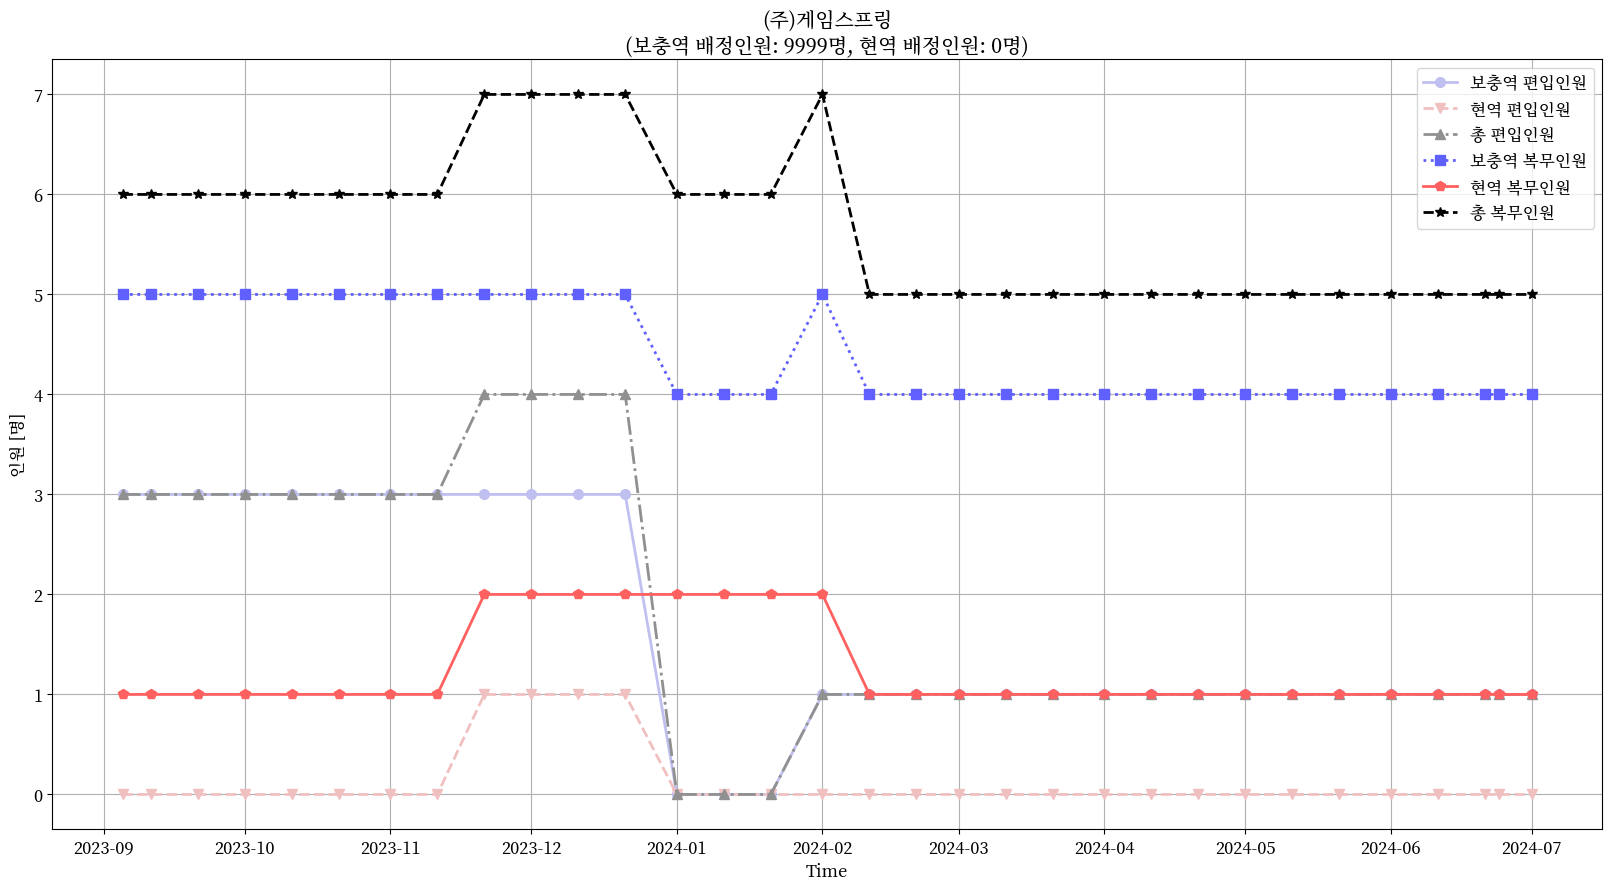 (주)게임스프링
(보충역 배정인원: 9999명, 현역 배정인원: 0명)
보충역 편입인원
현역 편입인원
총 편입인원
보충역 복무인원
현역 복무인원
총 복무인원
인원 [명]
7
6
5
4
3
2
1
0
2023-09 2023-10 2023-11 2023-12 2024-01 2024-02 2024-03 2024-04 2024-05 2024-06 2024-07
Time